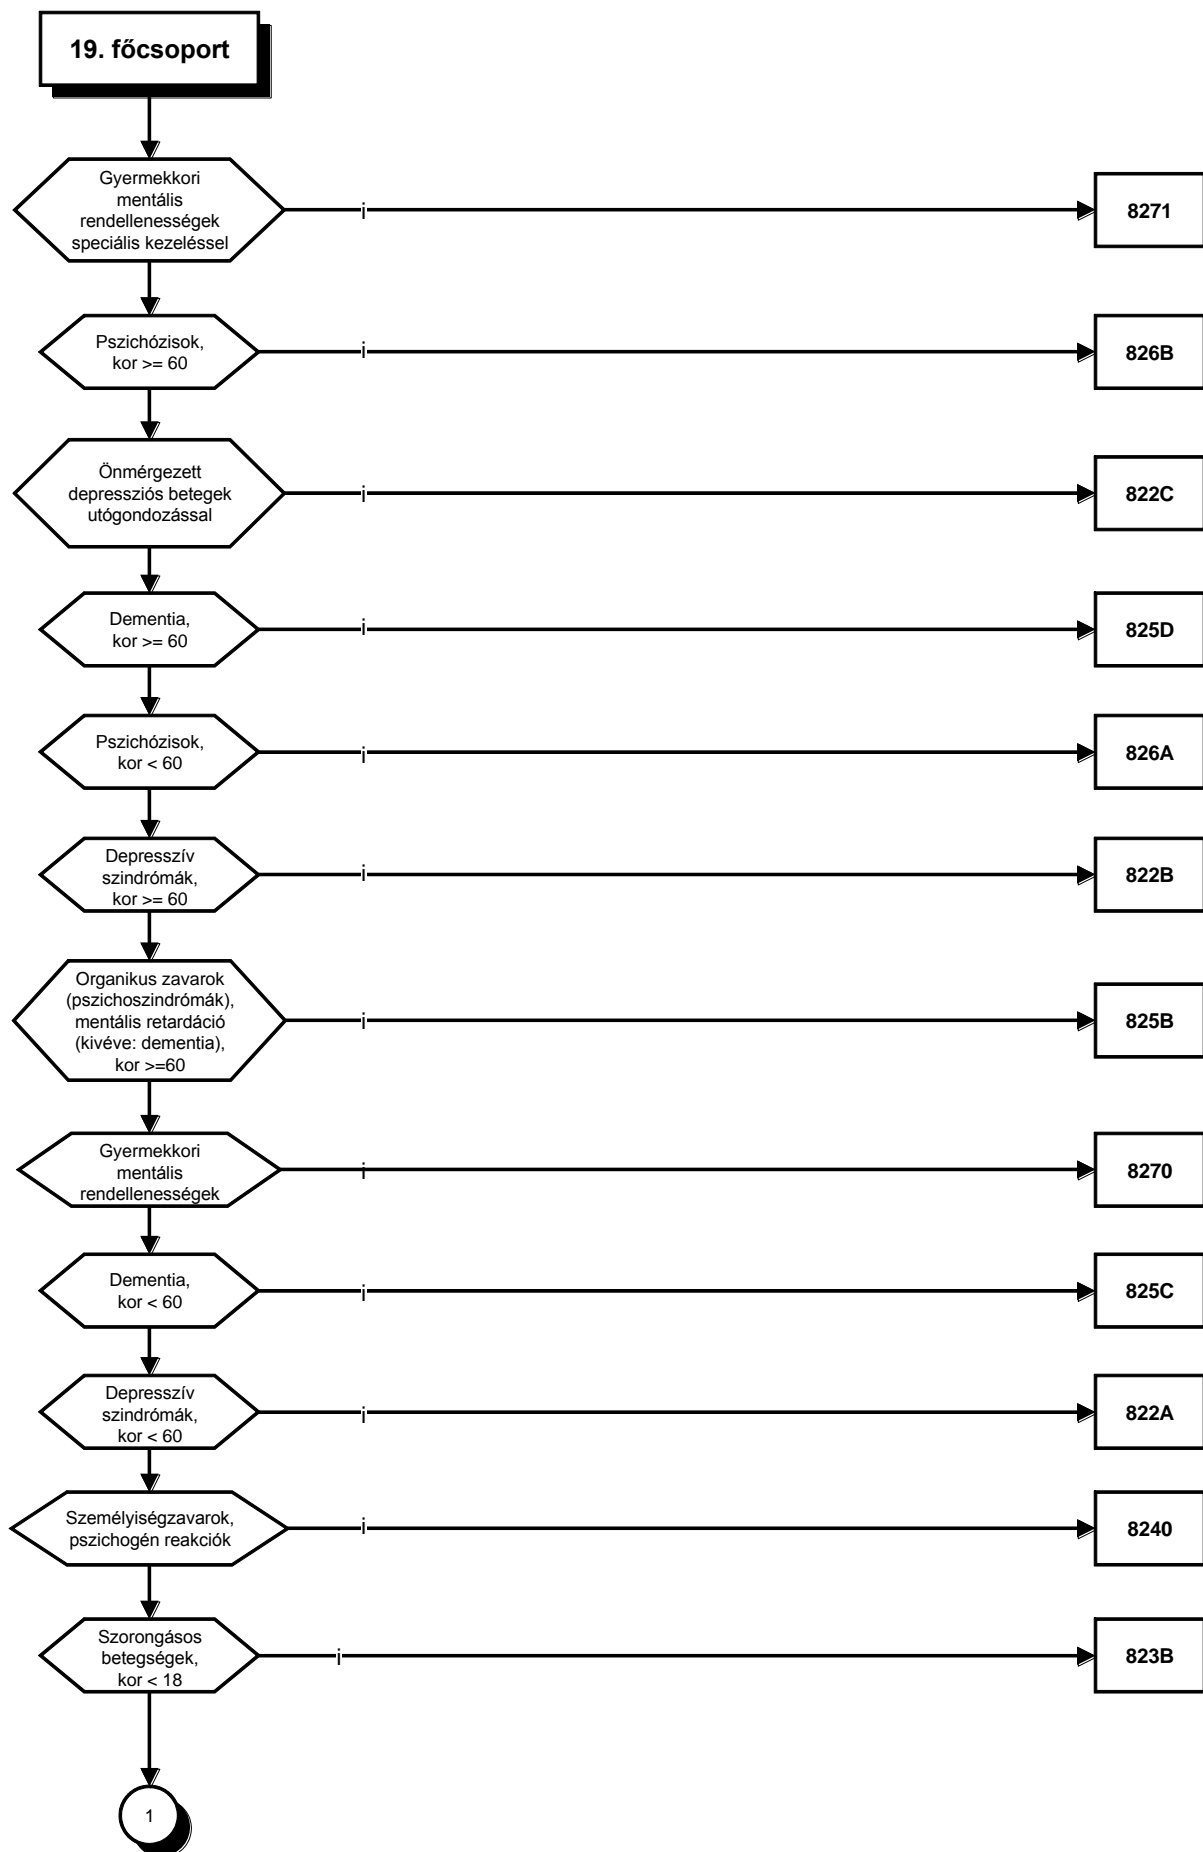 19. főcsoport
Gyermekkori
mentális
rendellenességek
speciális kezeléssel
i
8271
Pszichózisok,
kor >= 60
i
826B
Önmérgezett
depressziós betegek
utógondozással
i
822C
Dementia,
kor >= 60
i
825D
Pszichózisok,
kor < 60
i
826A
Depresszív
szindrómák,
kor >= 60
i
822B
Organikus zavarok
(pszichoszindrómák),
mentális retardáció
(kivéve: dementia),
kor >=60
i
825B
Gyermekkori
mentális
rendellenességek
i
8270
Dementia,
kor < 60
i
825C
Depresszív
szindrómák,
kor < 60
i
822A
Személyiségzavarok,
pszichogén reakciók
i
8240
Szorongásos
betegségek,
kor < 18
i
823B
1